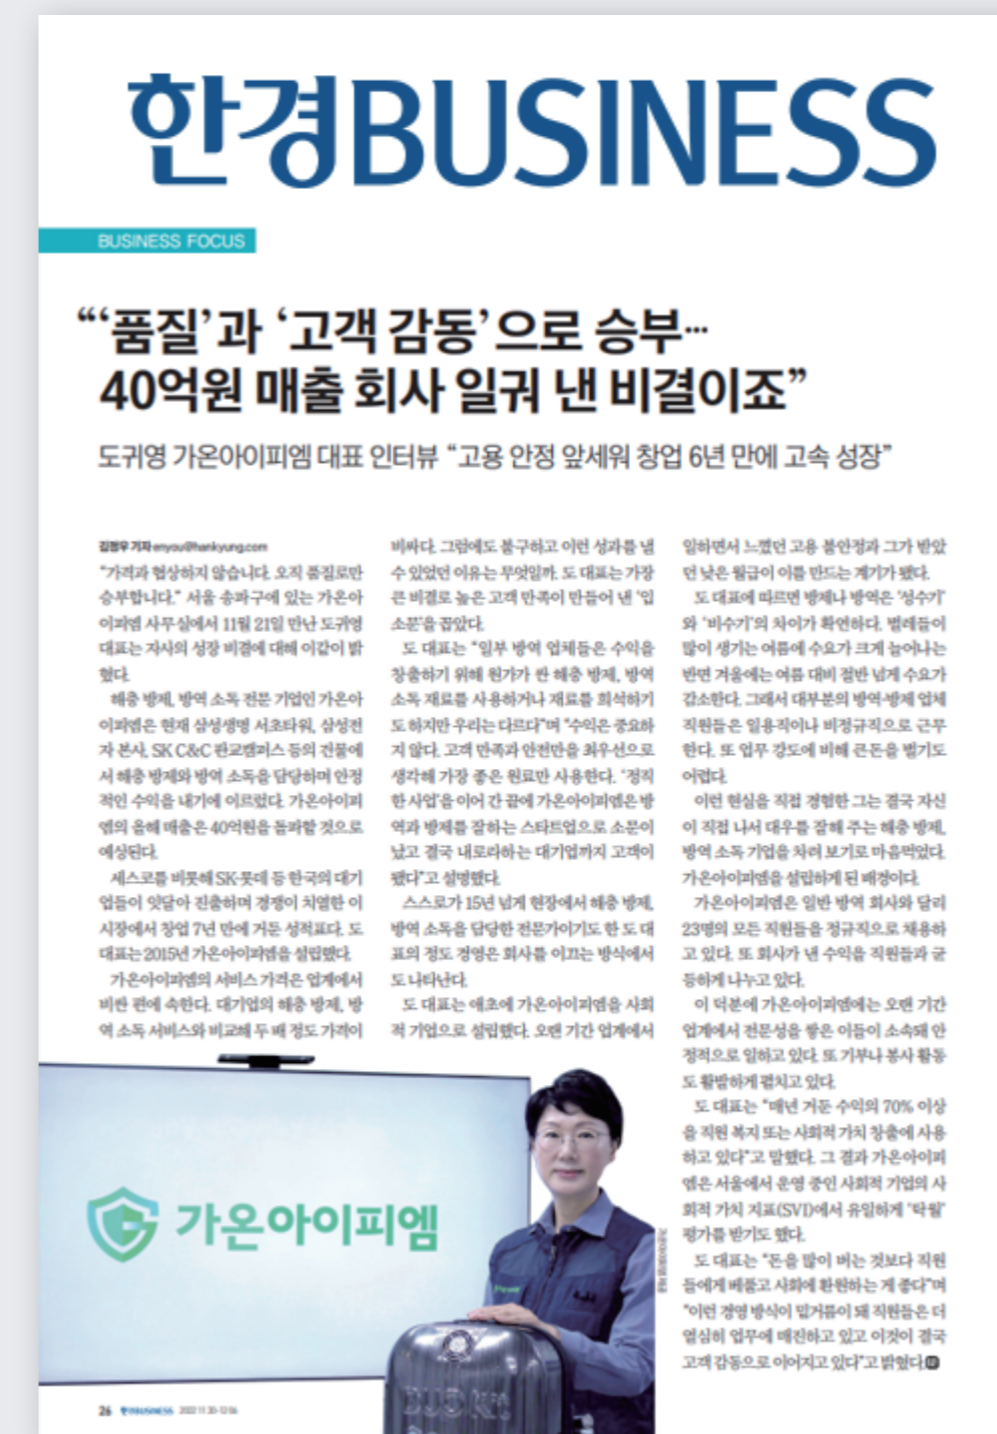 한경BUSINESS
BUSINESS FOCUS
“‘품질’과 ‘고객 감동’으로 승부…
40억원 매출 회사 일궈 낸 비결이죠”
도귀영 가온아이피엠 대표 인터뷰 “고용 안정 앞세워 창업 6년 만에 고속 성장”
김정우 기자 enyou@hankyung.com
“가격과 협상하지 않습니다. 오직 품질로만
승부합니다.” 서울 송파구에 있는 가온아
이피엠 사무실에서 11월 21일 만난 도귀영
대표는 자사의 성장 비결에 대해 이같이 밝
혔다.
해충 방제, 방역 소독 전문 기업인 가온아
이피엠은 현재 삼성생명 서초타워, 삼성전
자 본사, SK C&C 판교캠퍼스 등의 건물에
서 해충 방제와 방역 소독을 담당하며 안정
적인 수익을 내기에 이르렀다. 가온아이피
엠의 올해 매출은 40억원을 돌파할 것으로
예상된다.
세스코를 비롯해 SK·롯데 등 한국의 대기
업들이 잇달아 진출하며 경쟁이 치열한 이
시장에서 창업 7년 만에 거둔 성적표다. 도
대표는 2015년 가온아이피엠을 설립했다.
가온아이피엠의 서비스 가격은 업계에서
비싼 편에 속한다. 대기업의 해충 방제, 방
역 소독 서비스와 비교해 두 배 정도 가격이
비싸다. 그럼에도 불구하고 이런 성과를 낼
수 있었던 이유는 무엇일까. 도 대표는 가장
큰 비결로 높은 고객 만족이 만들어 낸 ‘입
소문’을 꼽았다.
도 대표는 “일부 방역 업체들은 수익을
창출하기 위해 원가가 싼 해충 방제, 방역
소독 재료를 사용하거나 재료를 희석하기
도 하지만 우리는 다르다”며 “수익은 중요하
지 않다. 고객 만족과 안전만을 최우선으로
생각해 가장 좋은 원료만 사용한다. ‘정직
한 사업’을 이어 간 끝에 가온아이피엠은 방
역과 방제를 잘하는 스타트업으로 소문이
났고 결국 내로라하는 대기업까지 고객이
됐다”고 설명했다.
스스로가 15년 넘게 현장에서 해충 방제,
방역 소독을 담당한 전문가이기도 한 도 대
표의 정도 경영은 회사를 이끄는 방식에서
도 나타난다.
도 대표는 애초에 가온아이피엠을 사회
적 기업으로 설립했다. 오랜 기간 업계에서
일하면서 느꼈던 고용 불안정과 그가 받았
던 낮은 월급이 이를 만드는 계기가 됐다.
도 대표에 따르면 방제나 방역은 ‘성수기’
와 ‘비수기’의 차이가 확연하다. 벌레들이
많이 생기는 여름에 수요가 크게 늘어나는
반면 겨울에는 여름 대비 절반 넘게 수요가
감소한다. 그래서 대부분의 방역·방제 업체
직원들은 일용직이나 비정규직으로 근무
한다. 또 업무 강도에 비해 큰돈을 벌기도
어렵다.
이런 현실을 직접 경험한 그는 결국 자신
이 직접 나서 대우를 잘해 주는 해충 방제,
방역 소독 기업을 차려 보기로 마음먹었다.
가온아이피엠을 설립하게 된 배경이다.
가온아이피엠은 일반 방역 회사와 달리
23명의 모든 직원들을 정규직으로 채용하
고 있다. 또 회사가 낸 수익을 직원들과 균
등하게 나누고 있다.
이 덕분에 가온아이피엠에는 오랜 기간
업계에서 전문성을 쌓은 이들이 소속돼 안
정적으로 일하고 있다. 또 기부나 봉사 활동
도 활발하게 펼치고 있다.
도 대표는 “매년 거둔 수익의 70% 이상
을 직원 복지 또는 사회적 가치 창출에 사용
하고 있다”고 말했다. 그 결과 가온아이피
엠은 서울에서 운영 중인 사회적 기업의 사
회적 가치 지표(SVI)에서 유일하게 ‘탁월’
평가를 받기도 했다.
도 대표는 “돈을 많이 버는 것보다 직원
들에게 베풀고 사회에 환원하는 게 좋다”며
“이런 경영 방식이 밑거름이 돼 직원들은 더
열심히 업무에 매진하고 있고 이것이 결국
고객 감동으로 이어지고 있다”고 밝혔다.
가온아이피엠
26 한경BUSINESS 2022.11.30-12.06